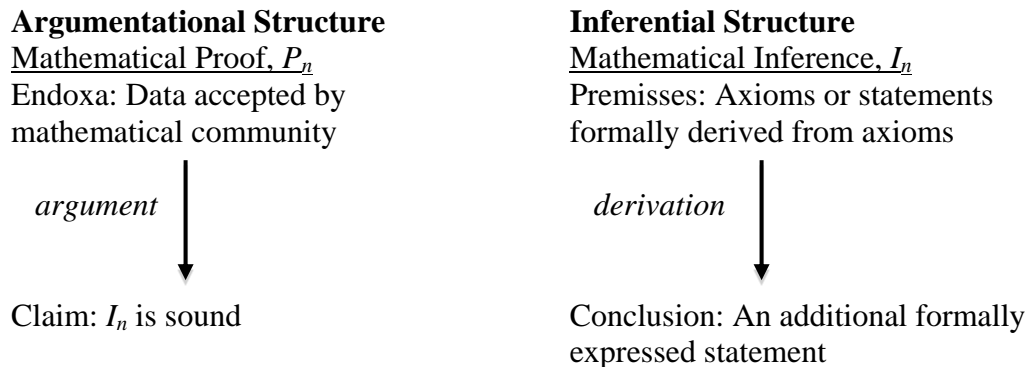 Argumentational Structure
Mathematical Proof, Pn
Endoxa: Data accepted by
mathematical community
argument
Claim: In is sound
Inferential Structure
Mathematical Inference, In
Premisses: Axioms or statements
formally derived from axioms
derivation
Conclusion: An additional formally
expressed statement